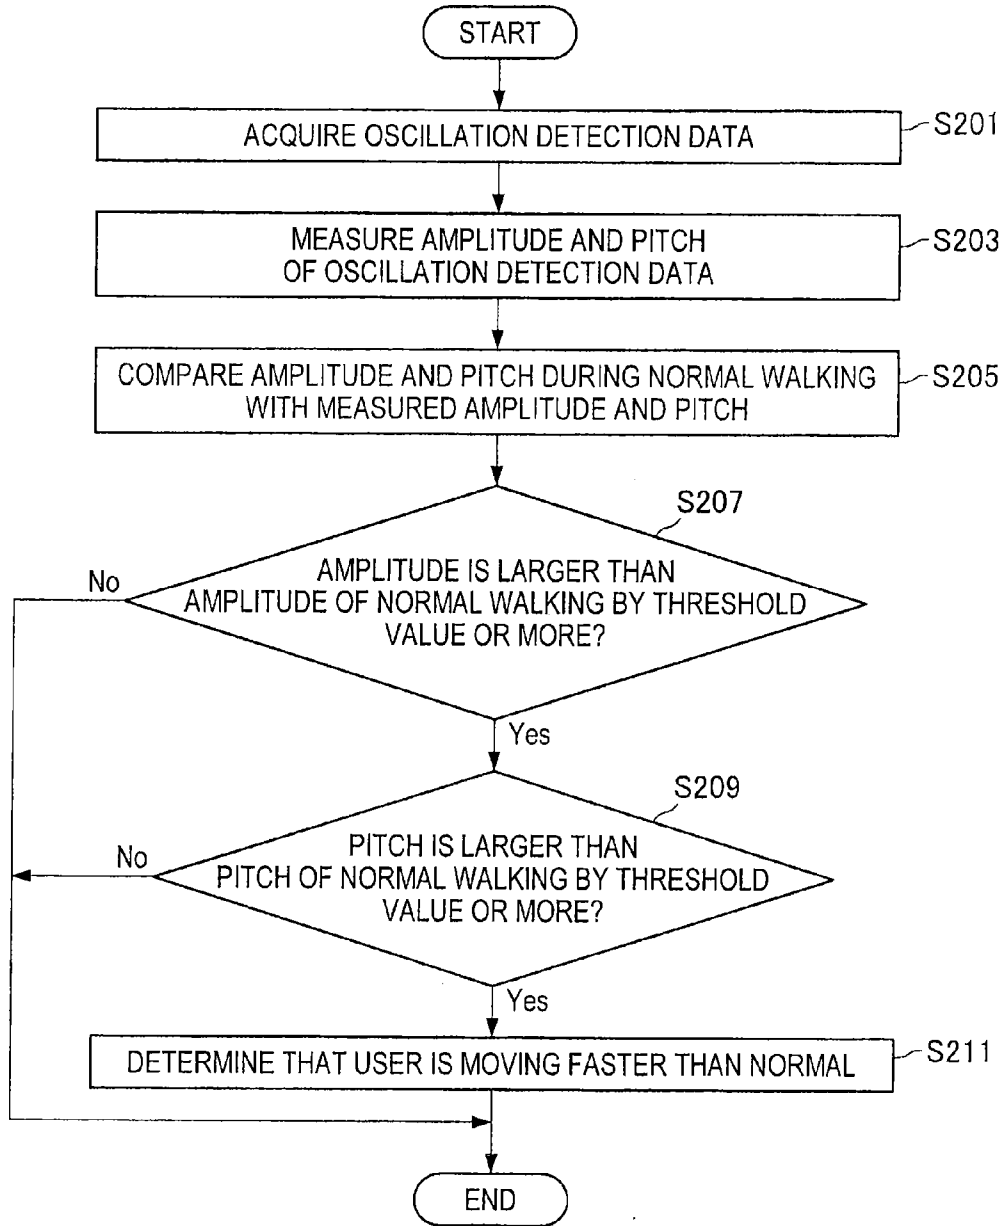 START
ACQUIRE OSCILLATION DETECTION DATA
S201
MEASURE AMPLITUDE AND PITCH
OF OSCILLATION DETECTION DATA
S203
COMPARE AMPLITUDE AND PITCH DURING NORMAL WALKING
WITH MEASURED AMPLITUDE AND PITCH
S205
S207
AMPLITUDE IS LARGER THAN
AMPLITUDE OF NORMAL WALKING BY THRESHOLD
VALUE OR MORE?
No
Yes
S209
PITCH IS LARGER THAN
PITCH OF NORMAL WALKING BY THRESHOLD
VALUE OR MORE?
No
Yes
DETERMINE THAT USER IS MOVING FASTER THAN NORMAL
S211
END